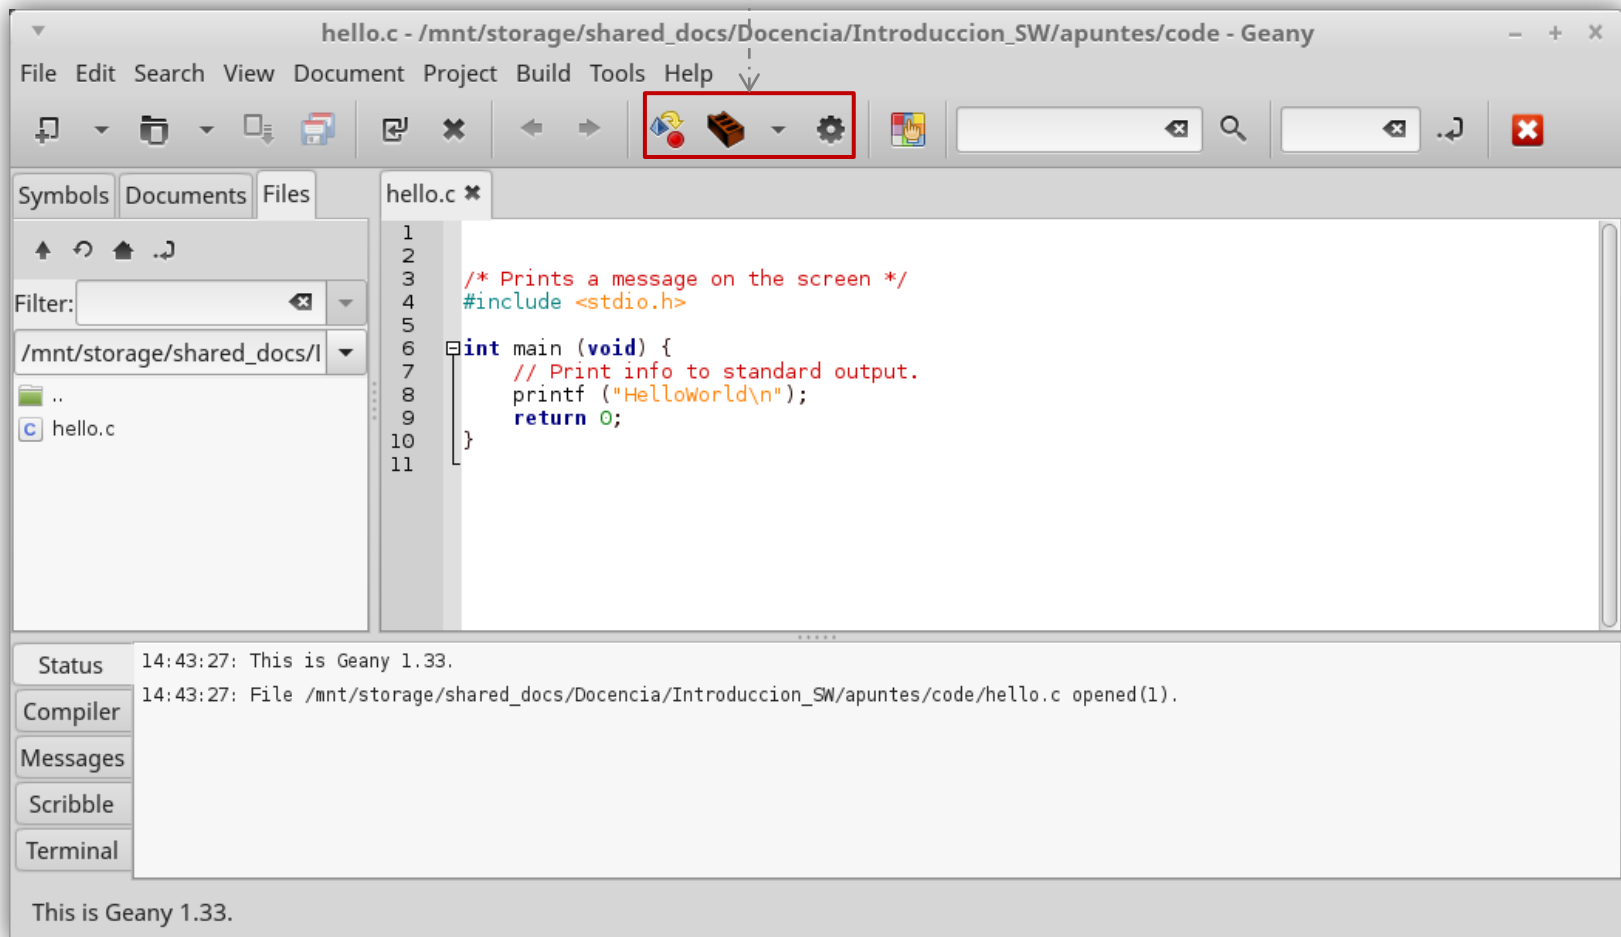 hello.c - /mnt/storage/shared_docs/Docencia/Introduccion_SW/apuntes/code - Geany
File Edit Search View Document Project Build Tools Help
Symbols Documents Files
hello.c
Filter:
/mnt/storage/shared_docs/I
..
hello.c
1
2
3 /* Prints a message on the screen */
4 #include <stdio.h>
5
6 int main (void) {
7 // Print info to standard output.
8 printf ("HelloWorld\n");
9 return 0;
10 }
11
Status
Compiler
Messages
Scribble
Terminal
14:43:27: This is Geany 1.33.
14:43:27: File /mnt/storage/shared_docs/Docencia/Introduccion_SW/apuntes/code/hello.c opened(1).
This is Geany 1.33.